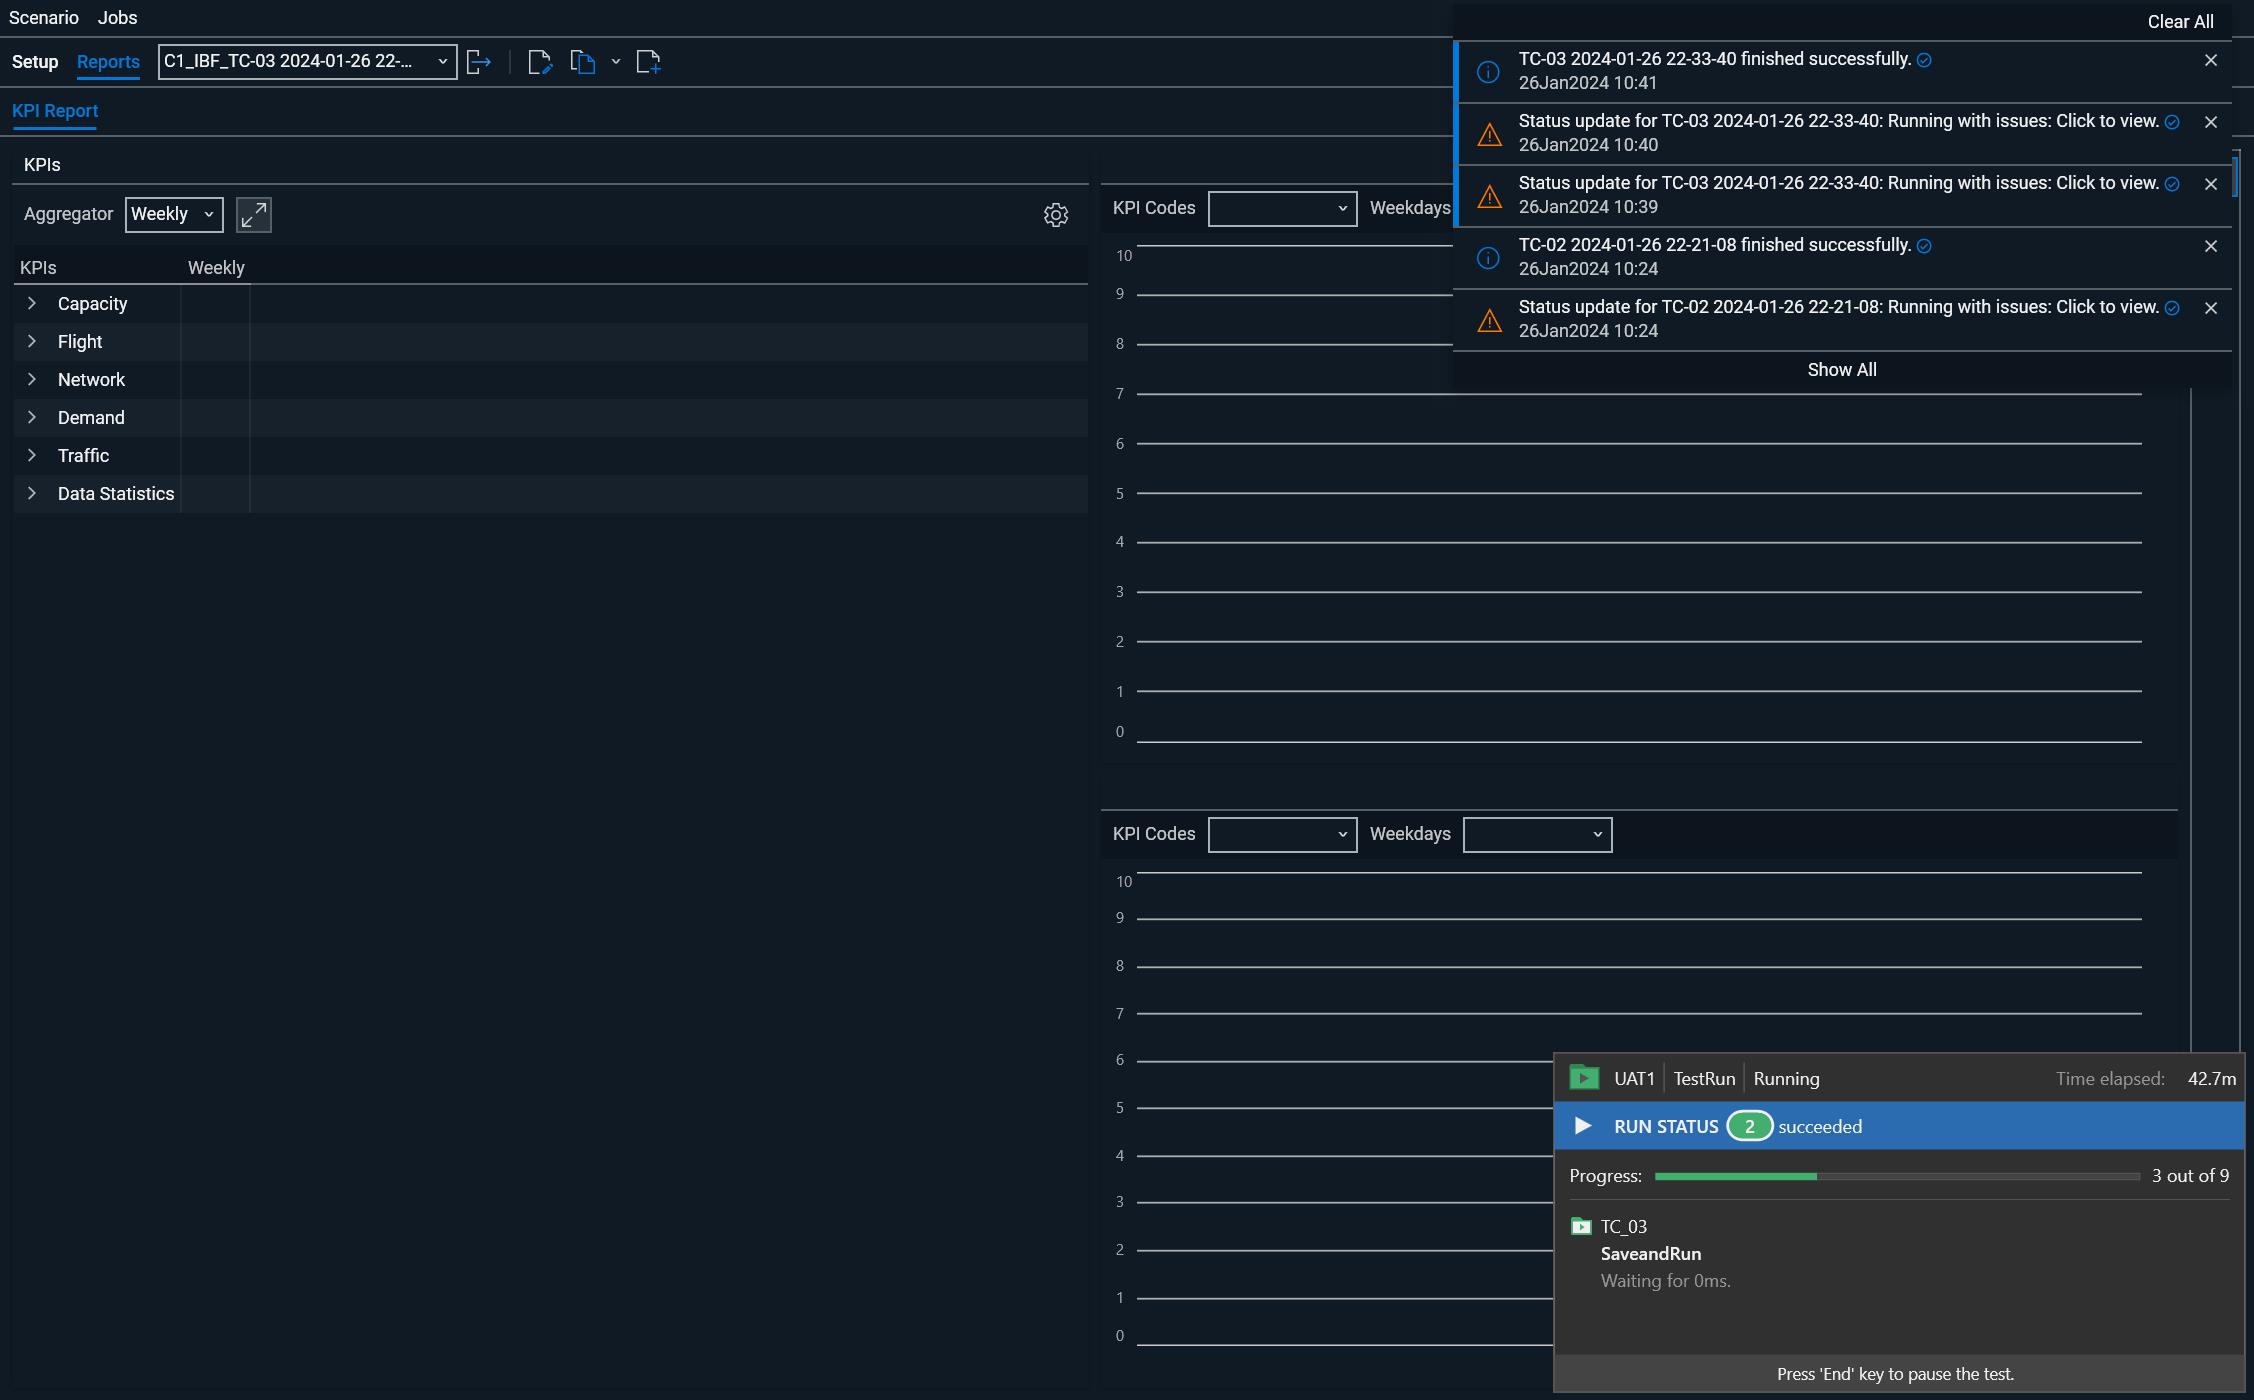 Scenario Jobs
Clear All
Setup Reports C1_IBF_TC-03 2024-01-26 22-...
KPI Report
TC-03 2024-01-26 22-33-40 finished successfully.
26Jan2024 10:41
Status update for TC-03 2024-01-26 22-33-40: Running with issues: Click to view.
26Jan2024 10:40
Status update for TC-03 2024-01-26 22-33-40: Running with issues: Click to view.
26Jan2024 10:39
TC-02 2024-01-26 22-21-08 finished successfully.
26Jan2024 10:24
Status update for TC-02 2024-01-26 22-21-08: Running with issues: Click to view.
26Jan2024 10:24
Show All
KPIs
Aggregator Weekly
KPIs Weekly
Capacity
Flight
Network
Demand
Traffic
Data Statistics
KPI Codes Weekdays
10
9
8
7
6
5
4
3
2
1
0
KPI Codes Weekdays
10
9
8
7
6
5
4
3
2
1
0
UAT1 TestRun Running Time elapsed: 42.7m
RUN STATUS 2 succeeded
Progress: 3 out of 9
TC_03
SaveandRun
Waiting for 0ms.
Press 'End' key to pause the test.